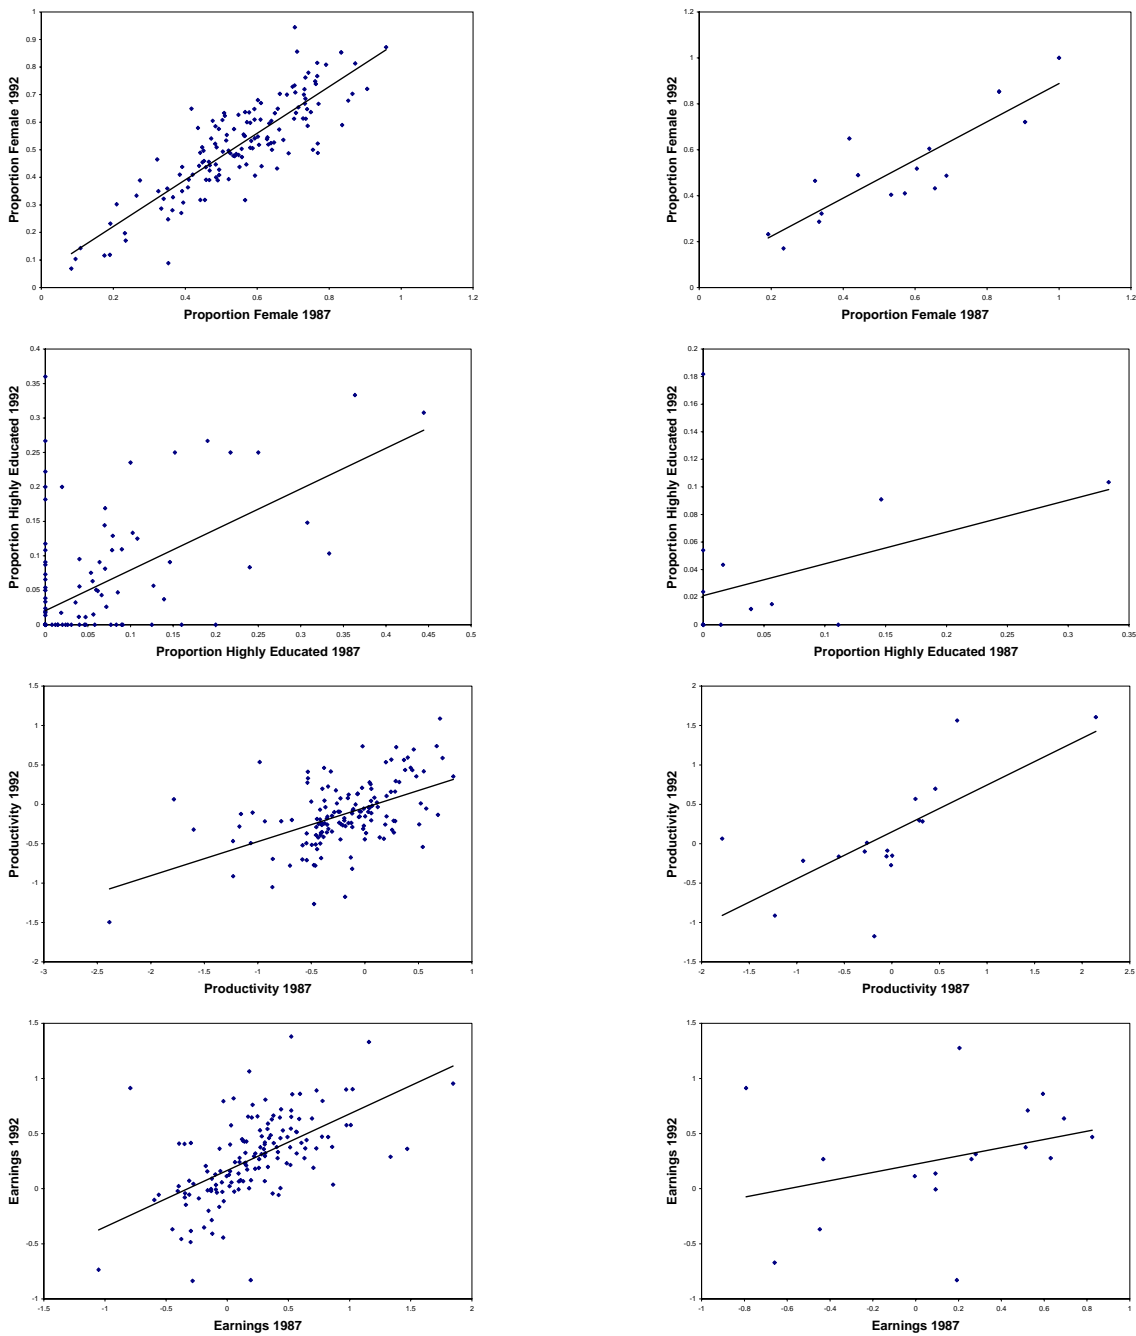 1
0.9
0.8
0.7
0.6
0.5
0.4
0.3
0.2
0.1
0
0 0.2 0.4 0.6 0.8 1 1.2
Proportion Female 1992
Proportion Female 1987
1.2
1
0.8
0.6
0.4
0.2
0
0 0.2 0.4 0.6 0.8 1 1.2
Proportion Female 1992
Proportion Female 1987
0.4
0.35
0.3
0.25
0.2
0.15
0.1
0.05
0
0 0.05 0.1 0.15 0.2 0.25 0.3 0.35 0.4 0.45 0.5
Proportion Highly Educated 1992
Proportion Highly Educated 1987
0.2
0.18
0.16
0.14
0.12
0.1
0.08
0.06
0.04
0.02
0
0 0.05 0.1 0.15 0.2 0.25 0.3 0.35
Proportion Highly Educated 1992
Proportion Highly Educated 1987
1.5
1
0.5
0
-0.5
-1
-1.5
-2
-3 -2.5 -2 -1.5 -1 -0.5 0 0.5 1
Productivity 1992
Productivity 1987
2
1.5
1
0.5
0
-0.5
-1
-1.5
-2 -1.5 -1 -0.5 0 0.5 1 1.5 2 2.5
Productivity 1992
Productivity 1987
1.5
1
0.5
0
-0.5
-1
-1.5 -1 -0.5 0 0.5 1 1.5 2
Earnings 1992
Earnings 1987
1.5
1
0.5
0
-0.5
-1
-1 -0.8 -0.6 -0.4 -0.2 0 0.2 0.4 0.6 0.8 1
Earnings 1992
Earnings 1987